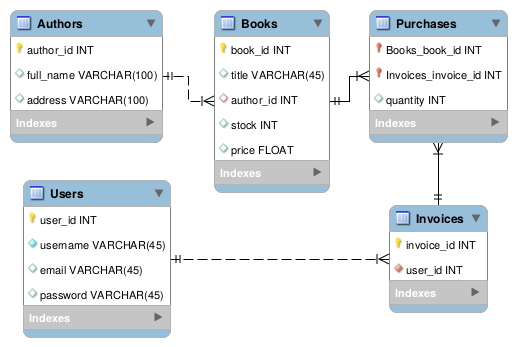 Authors
author_id INT
full_name VARCHAR(100)
address VARCHAR(100)
Indexes
Books
book_id INT
title VARCHAR(45)
author_id INT
stock INT
price FLOAT
Indexes
Purchases
Books_book_id INT
Invoices_invoice_id INT
quantity INT
Indexes
Users
user_id INT
username VARCHAR(45)
email VARCHAR(45)
password VARCHAR(45)
Indexes
Invoices
invoice_id INT
user_id INT
Indexes